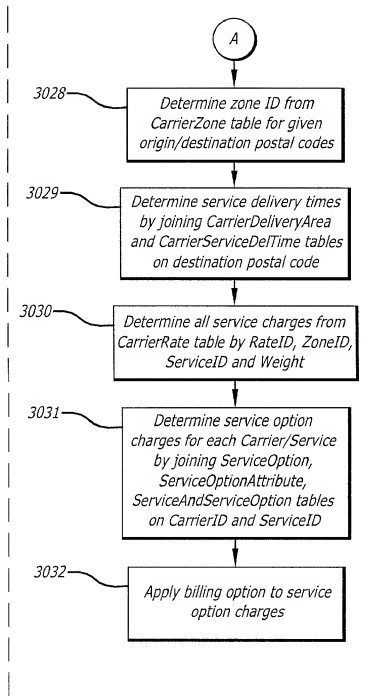 A
3028
Determine zone ID from
CarrierZone table for given
origin/destination postal codes
3029
Determine service delivery times
by joining CarrierDeliveryArea
and CarrierServiceDelTime tables
on destination postal code
3030
Determine all service charges from
CarrierRate table by RateID, ZoneID,
ServiceID and Weight
3031
Determine service option
charges for each Carrier/Service
by joining ServiceOption,
ServiceOptionAttribute,
ServiceAndServiceOption tables
on CarrierID and ServiceID
3032
Apply billing option to service
option charges